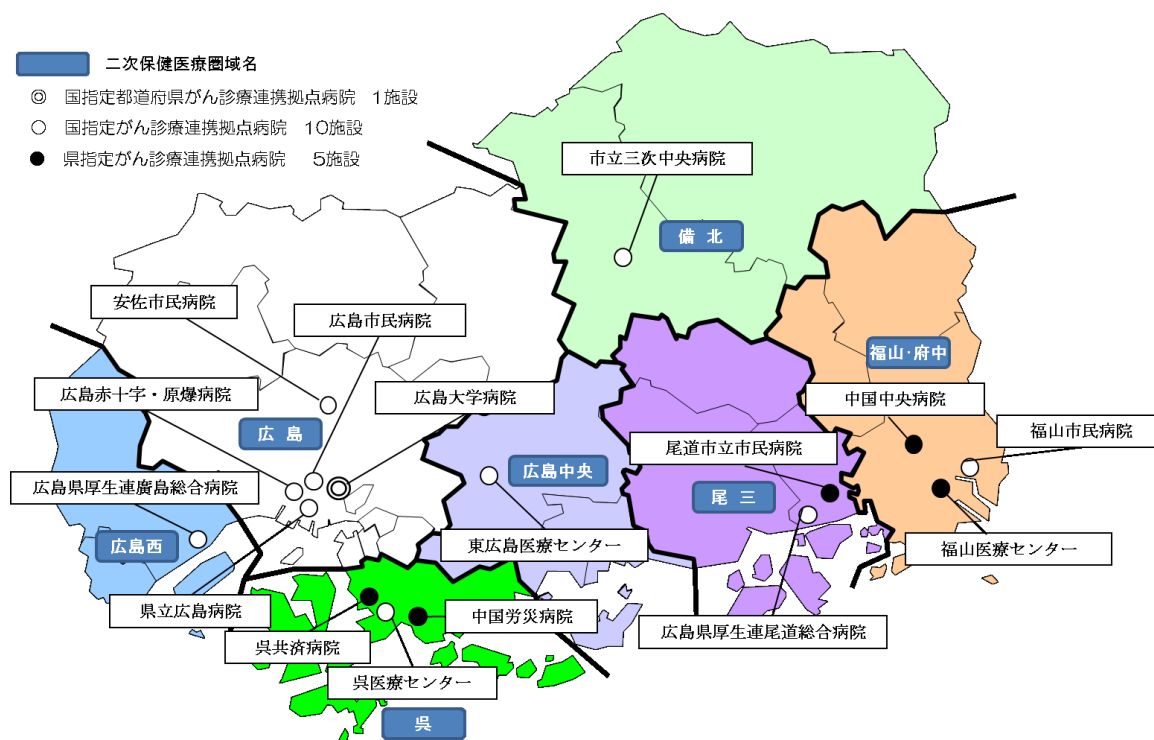 二次保健医療圏域名
◎ 国指定都道府県がん診療連携拠点病院 1施設
○ 国指定がん診療連携拠点病院 10施設
● 県指定がん診療連携拠点病院 5施設
市立三次中央病院
備 北
安佐市民病院
広島市民病院
福山・府中
広島赤十字・原爆病院
広島大学病院
中国中央病院
広 島
尾道市立市民病院
福山市民病院
広島中央
広島県厚生連廣島総合病院
尾 三
広島西
東広島医療センター
福山医療センター
県立広島病院
中国労災病院
広島県厚生連尾道総合病院
呉共済病院
呉医療センター
呉